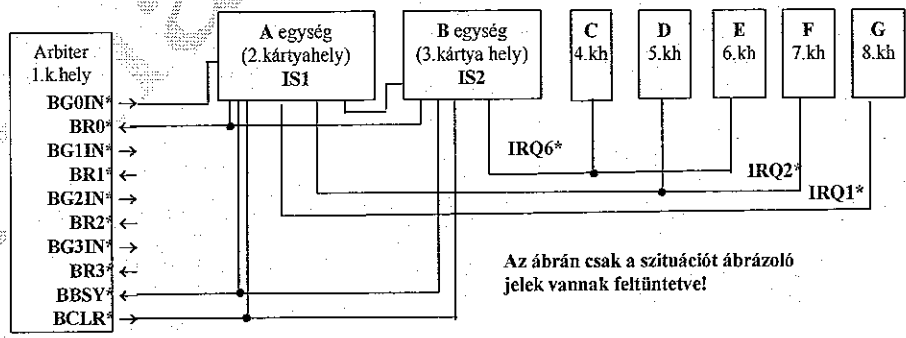 Arbiter
1.k.hely
BG0IN*
BR0*
BG1IN*
BR1*
BG2IN*
BR2*
BG3IN*
BR3*
BBSY*
BCLR*
A egység
(2.kártyahely)
IS1
B egység
(3.kártya hely)
IS2
C
4.kh
D
5.kh
E
6.kh
F
7.kh
G
8.kh
IRQ6*
IRQ2*
IRQ1*
Az ábrán csak a szituációt ábrázoló
jelek vannak feltüntetve!